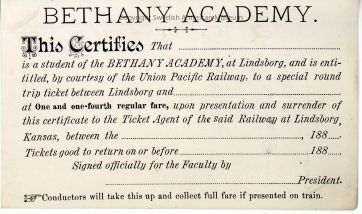 BETHANY ACADEMY.
This Certifies That
is a student of the BETHANY ACADEMY, at Lindsborg, and is enti-
titled, by courtesy of the Union Pacific Railway, to a special round
trip ticket between Lindsborg and
at One and one-fourth regular fare, upon presentation and surrender of
this certificate to the Ticket Agent of the said Railway at Lindsborg,
Kansas, between the 188
Tickets good to return on or before 188
Signed officially for the Faculty by
President.
☞Conductors will take this up and collect full fare if presented on train.